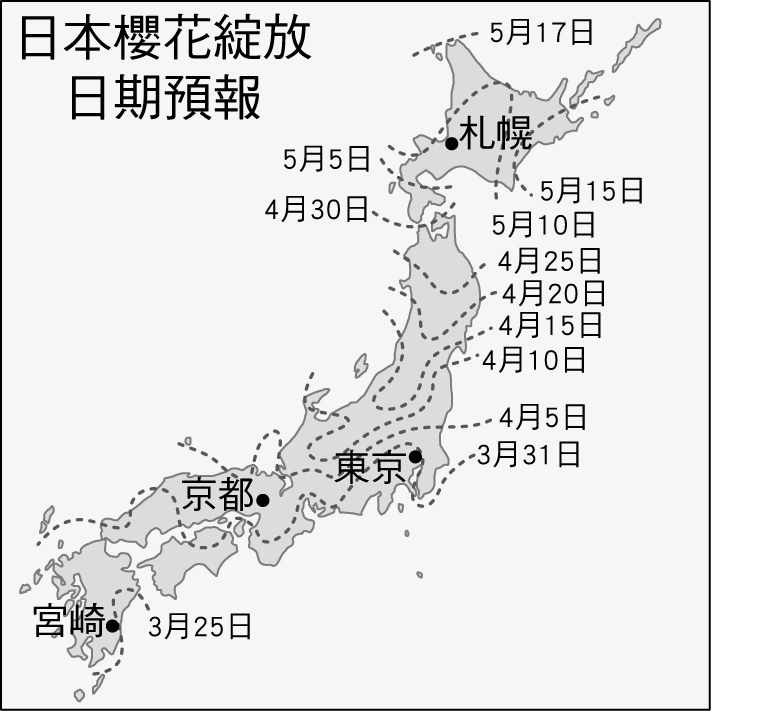 日本櫻花綻放
日期預報
5月17日
札幌
5月5日
5月15日
4月30日
5月10日
4月25日
4月20日
4月15日
4月10日
4月5日
3月31日
東京
京都
宮崎
3月25日